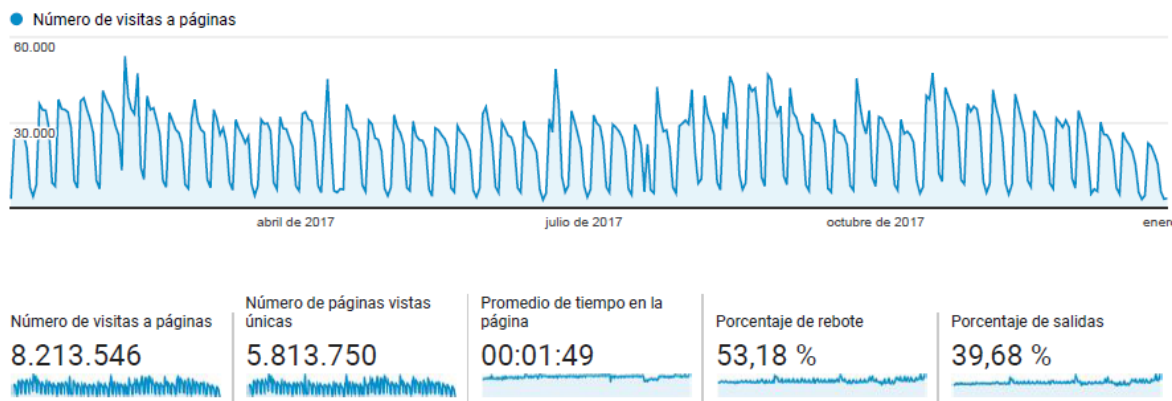 Número de visitas a páginas
60.000
30.000
abril de 2017
julio de 2017
octubre de 2017
enero
Número de visitas a páginas
8.213.546
Número de páginas vistas
únicas
5.813.750
Promedio de tiempo en la
página
00:01:49
Porcentaje de rebote
53,18 %
Porcentaje de salidas
39,68 %